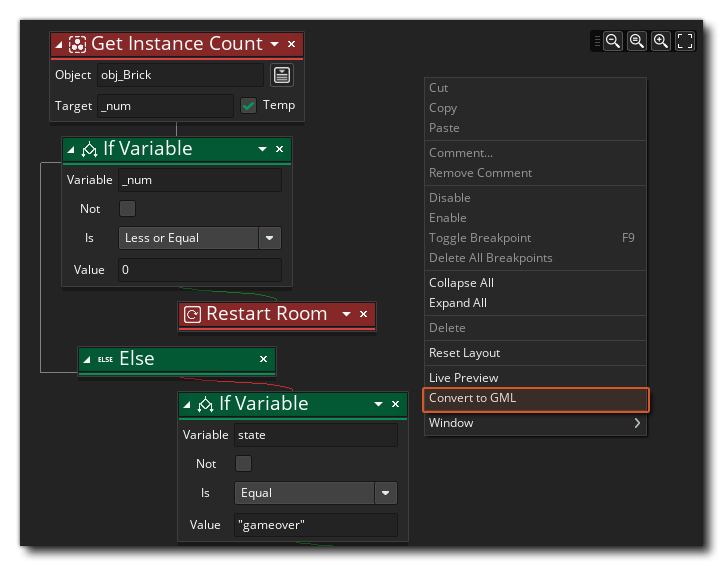 Get Instance Count
Object obj_Brick
Target _num Temp
If Variable
Variable _num
Not
Is Less or Equal
Value 0
Restart Room
ELSE Else
If Variable
Variable state
Not
Is Equal
Value "gameover"
Cut
Copy
Paste
Comment...
Remove Comment
Disable
Enable
Toggle Breakpoint F9
Delete All Breakpoints
Collapse All
Expand All
Delete
Reset Layout
Live Preview
Convert to GML
Window